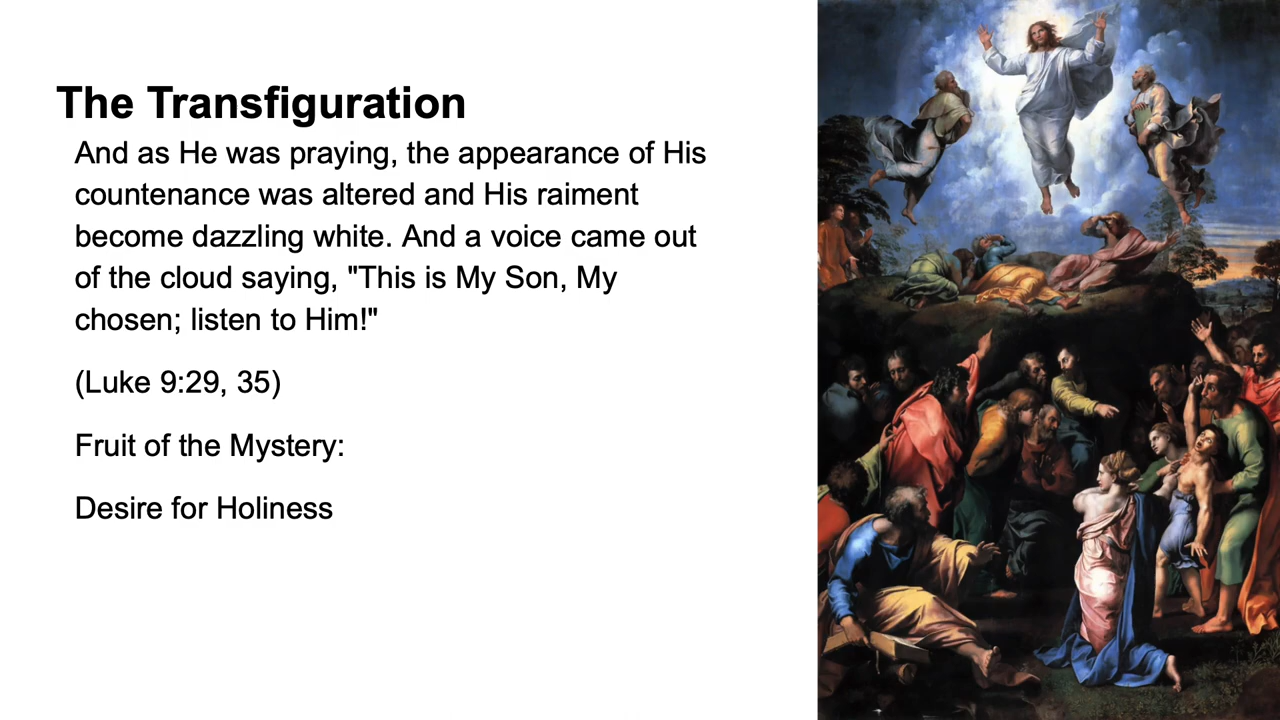 The Transfiguration
And as He was praying, the appearance of His
countenance was altered and His raiment
become dazzling white. And a voice came out
of the cloud saying, "This is My Son, My
chosen; listen to Him!"
(Luke 9:29, 35)
Fruit of the Mystery:
Desire for Holiness